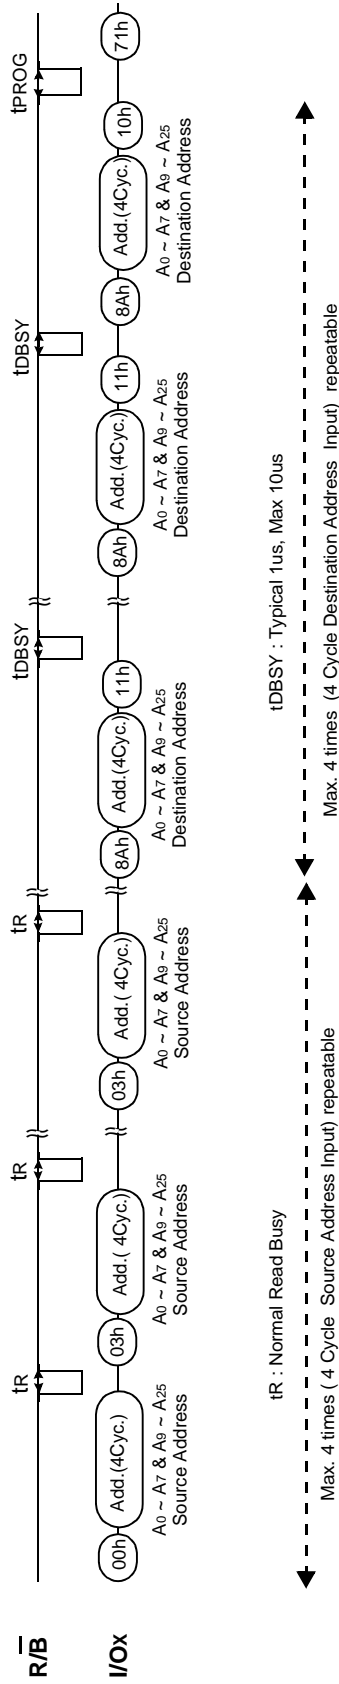 R/B tR tR tR tDBSY tDBSY tPROG
I/Ox 00h Add.(4Cyc.) 03h Add.( 4Cyc.) 03h Add.( 4Cyc.) 8Ah Add.(4Cyc.) 11h 8Ah Add.(4Cyc.) 11h 8Ah Add.(4Cyc.) 10h 71h
A0 ~ A7 & A9 ~ A25 A0 ~ A7 & A9 ~ A25 A0 ~ A7 & A9 ~ A25 A0 ~ A7 & A9 ~ A25 A0 ~ A7 & A9 ~ A25 A0 ~ A7 & A9 ~ A25
Source Address Source Address Source Address Destination Address Destination Address Destination Address
tR : Normal Read Busy tDBSY : Typical 1us, Max 10us
Max. 4 times ( 4 Cycle Source Address Input) repeatable Max. 4 times (4 Cycle Destination Address Input) repeatable